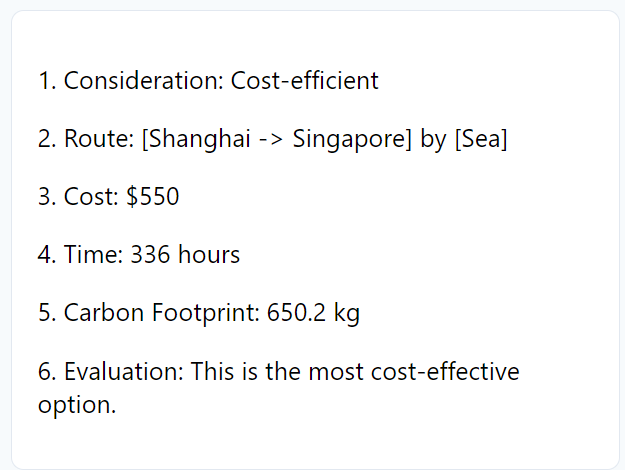 1. Consideration: Cost-efficient
2. Route: [Shanghai -> Singapore] by [Sea]
3. Cost: $550
4. Time: 336 hours
5. Carbon Footprint: 650.2 kg
6. Evaluation: This is the most cost-effective
option.